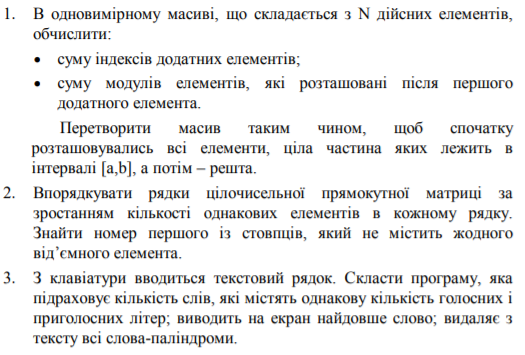 1. В одновимірному масиві, що складається з N дійсних елементів,
обчислити:
• суму індексів додатних елементів;
• суму модулів елементів, які розташовані після першого
додатного елемента.
Перетворити масив таким чином, щоб спочатку
розташовувались всі елементи, ціла частина яких лежить в
інтервалі [a,b], а потім – решта.
2. Впорядкувати рядки цілочисельної прямокутної матриці за
зростанням кількості однакових елементів в кожному рядку.
Знайти номер першого із стовпців, який не містить жодного
від’ємного елемента.
3. З клавіатури вводиться текстовий рядок. Скласти програму, яка
підраховує кількість слів, які містять однакову кількість голосних і
приголосних літер; виводить на екран найдовше слово; видаляє з
тексту всі слова-паліндроми.